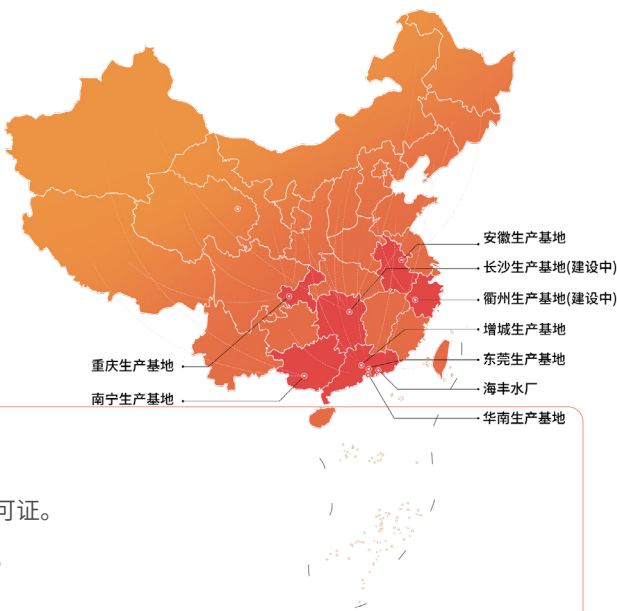 安徽生产基地
长沙生产基地(建设中)
衢州生产基地(建设中)
增城生产基地
东莞生产基地
重庆生产基地
海丰水厂
南宁生产基地
华南生产基地
可证。